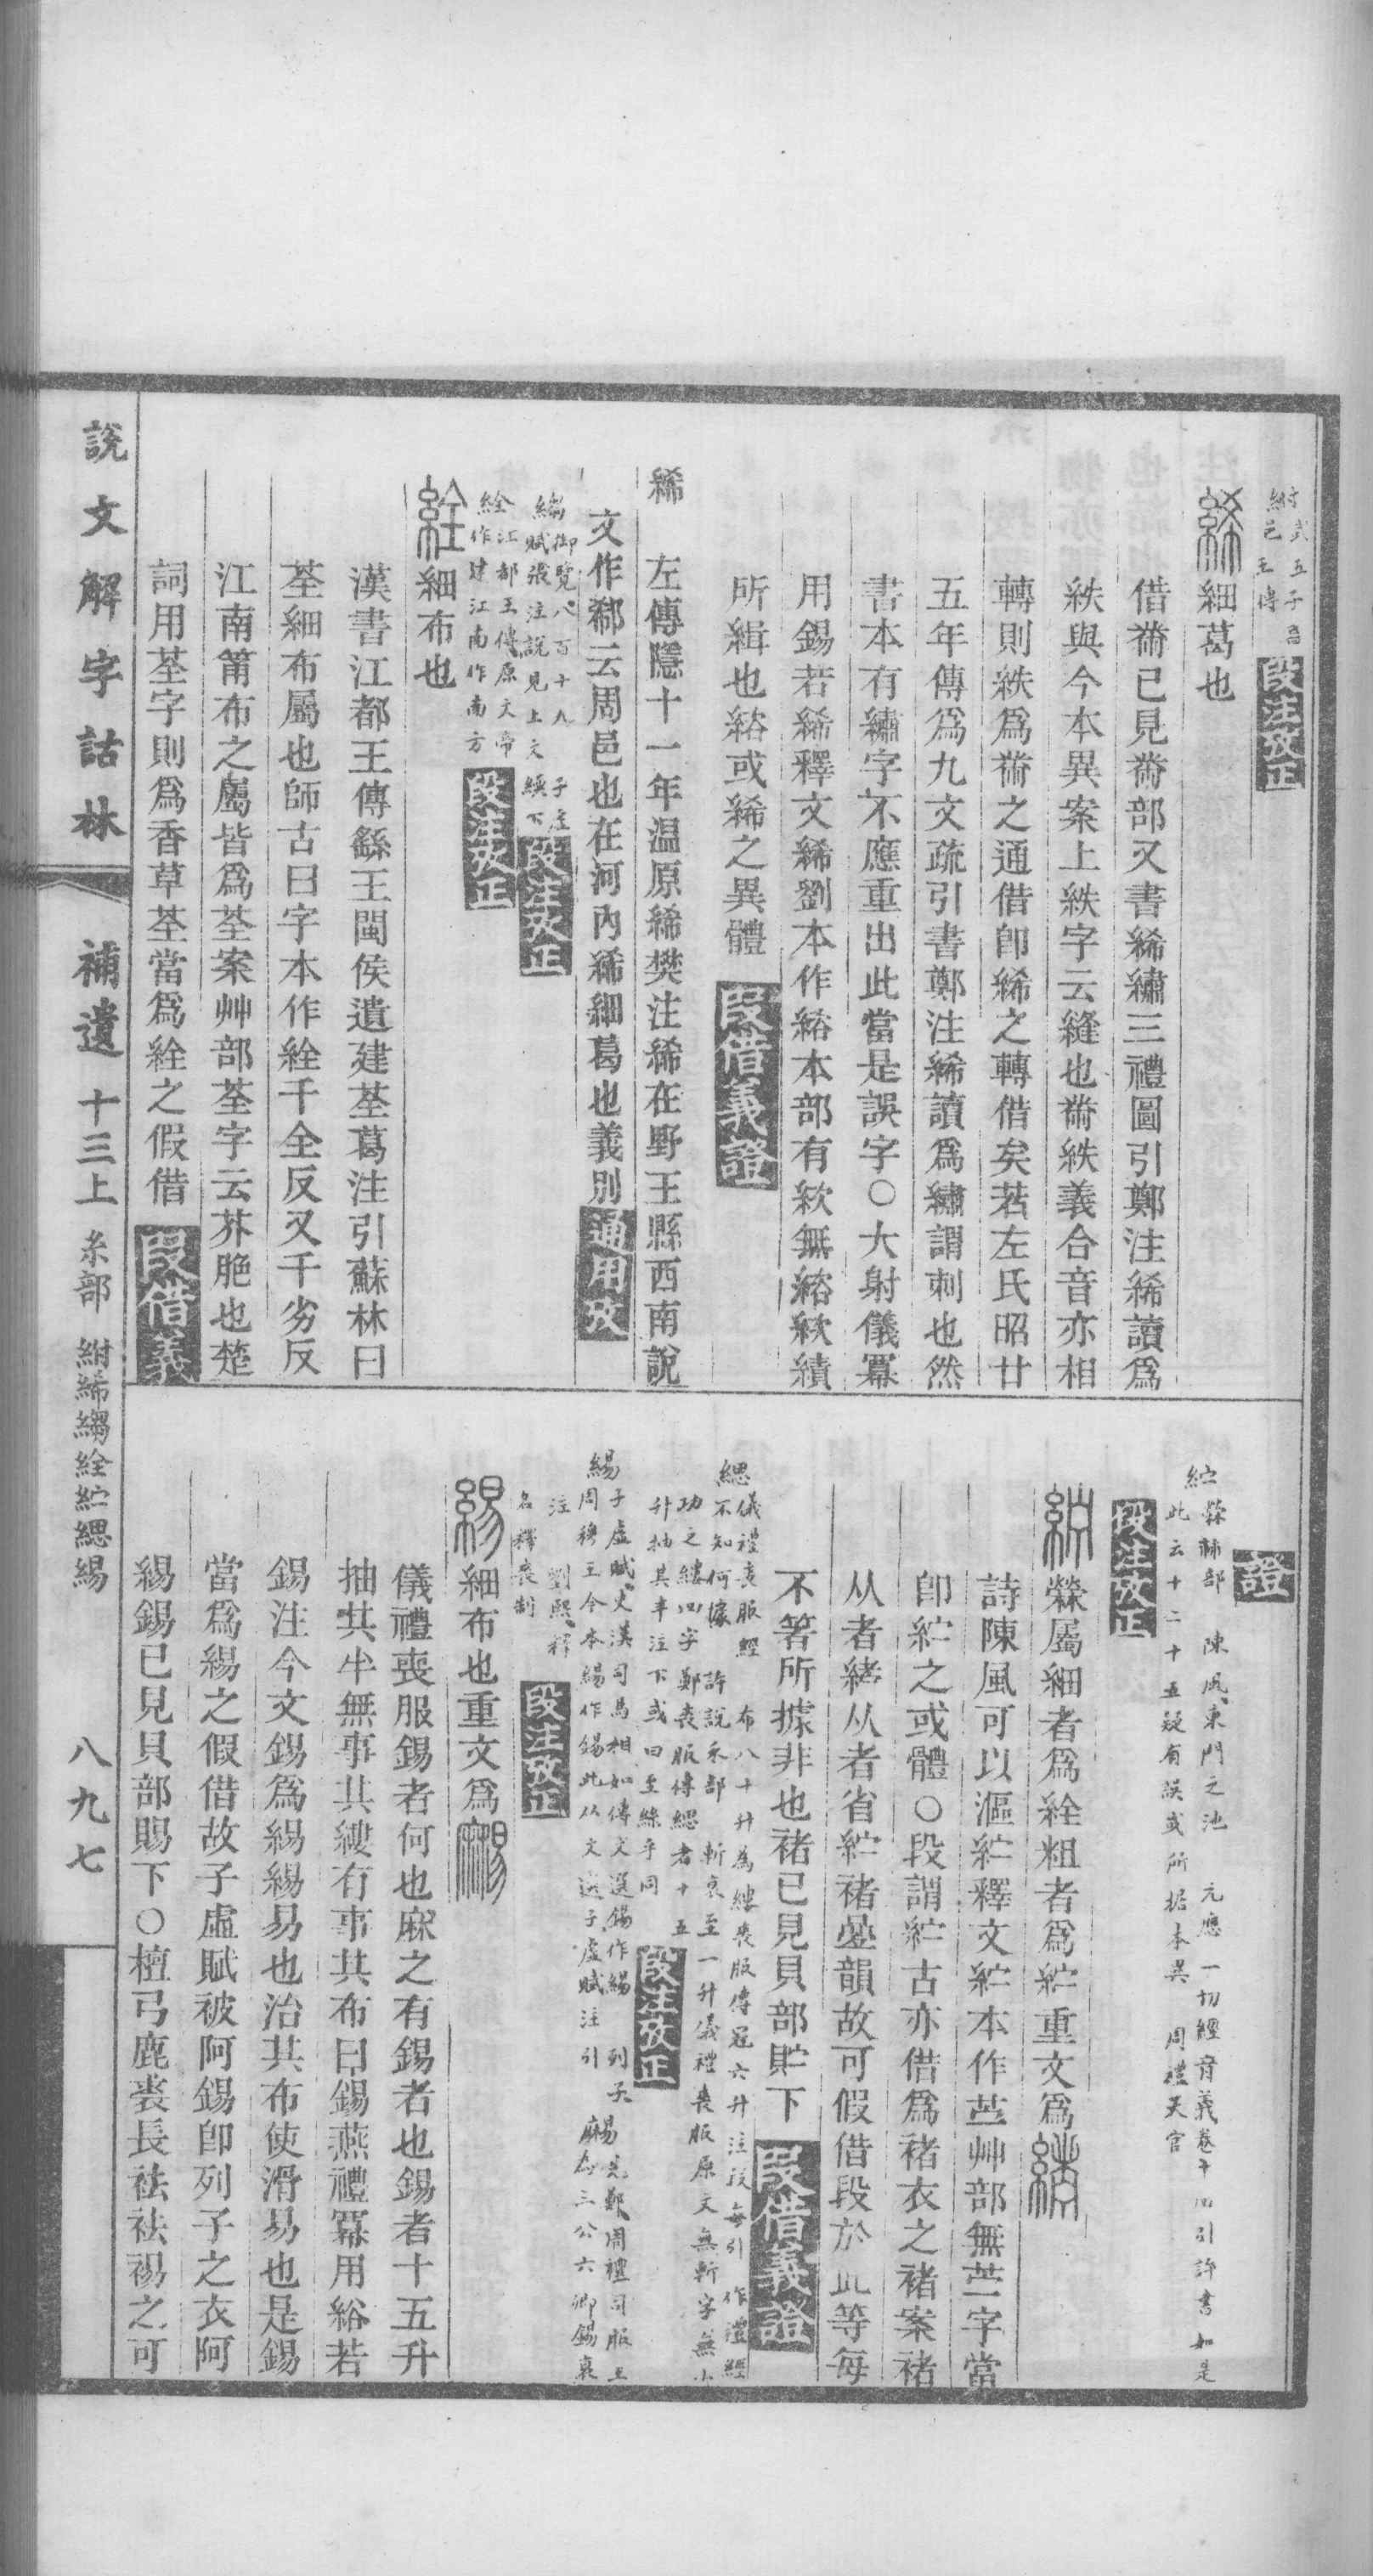 段注攷正
絺細葛也
借黹已見黹部又書絺繡三禮圖引鄭注絺讀爲
紩與今本異案上紩字云縫也黹紩義合音亦相
轉則紩爲黹之通借卽絺之轉借矣若左氏昭廿
五年傳爲九文疏引書鄭注絺讀爲繡謂刺也然
書本有繡字不應重出此當是誤字○大射儀冪
用錫若絺釋文絺劉本作綌本部有紨無綌紨績
所緝也綌或絺之異體 段借義證
絺 左傳隱十一年温原絺樊注絺在野王縣西南說
文作郗云周邑也在河內絺細葛也義別 通用攷
縐御覽八百十九 子虛
賦張注說見上文縯下 段注攷正
絟江都王傳原文帝
作建江南作南方 段注攷正
絟細布也
漢書江都王傳繇王閩侯遺建荃葛注引蘇林曰
荃細布屬也師古曰字本作絟千全反又千劣反
江南筩布之屬皆爲荃案艸部荃字云芥脃也楚
詞用荃字則爲香草荃當爲絟之假借 段借義
證
紵檾𣏟部 陳風東門之池 元應一切經音義卷十四引許書如是
此云十二十五疑有誤或所据本異 周禮天官
段注攷正
紵檾屬細者爲絟粗者爲紵重文爲
詩陳風可以漚紵釋文紵本作苧艸部無苧字當
卽紵之或體○段謂紵古亦借爲褚衣之褚案褚
从者緖从者省紵褚疊韻故可假借段於此等每
不箸所據非也褚已見貝部貯下 段借義證
緦儀禮喪服經 布八十升爲縷喪服傳冠六升注段每引 作禮經
不知何據 許說糸部 斬衰至一升儀禮喪服原文無斬字無小
功之縷四字 鄭喪服傳緦者十五
升抽其半注下或曰至絲乎同 段注攷正
緆子虛賦史漢司馬相如傳文選錫作緆 列子
周穆王今本緆作錫此从文選子虛賦注引
先鄭周禮司服王
爲三公六卿錫衰
注 劉熙釋
名釋喪制 段注攷正
緆細布也重文爲
儀禮喪服錫者何也麻之有錫者也錫者十五升
抽其半無事其縷有事其布曰錫燕禮冪用綌若
錫注今文錫爲緆緆易也治其布使滑易也是錫
當爲緆之假借故子虛賦被阿錫卽列子之衣阿
緆錫已見貝部賜下○檀弓鹿裘長袪袪裼之可
說文解字詁林 補遺 十三上 糸部 紨絺縐絟紵緦緆 八九七